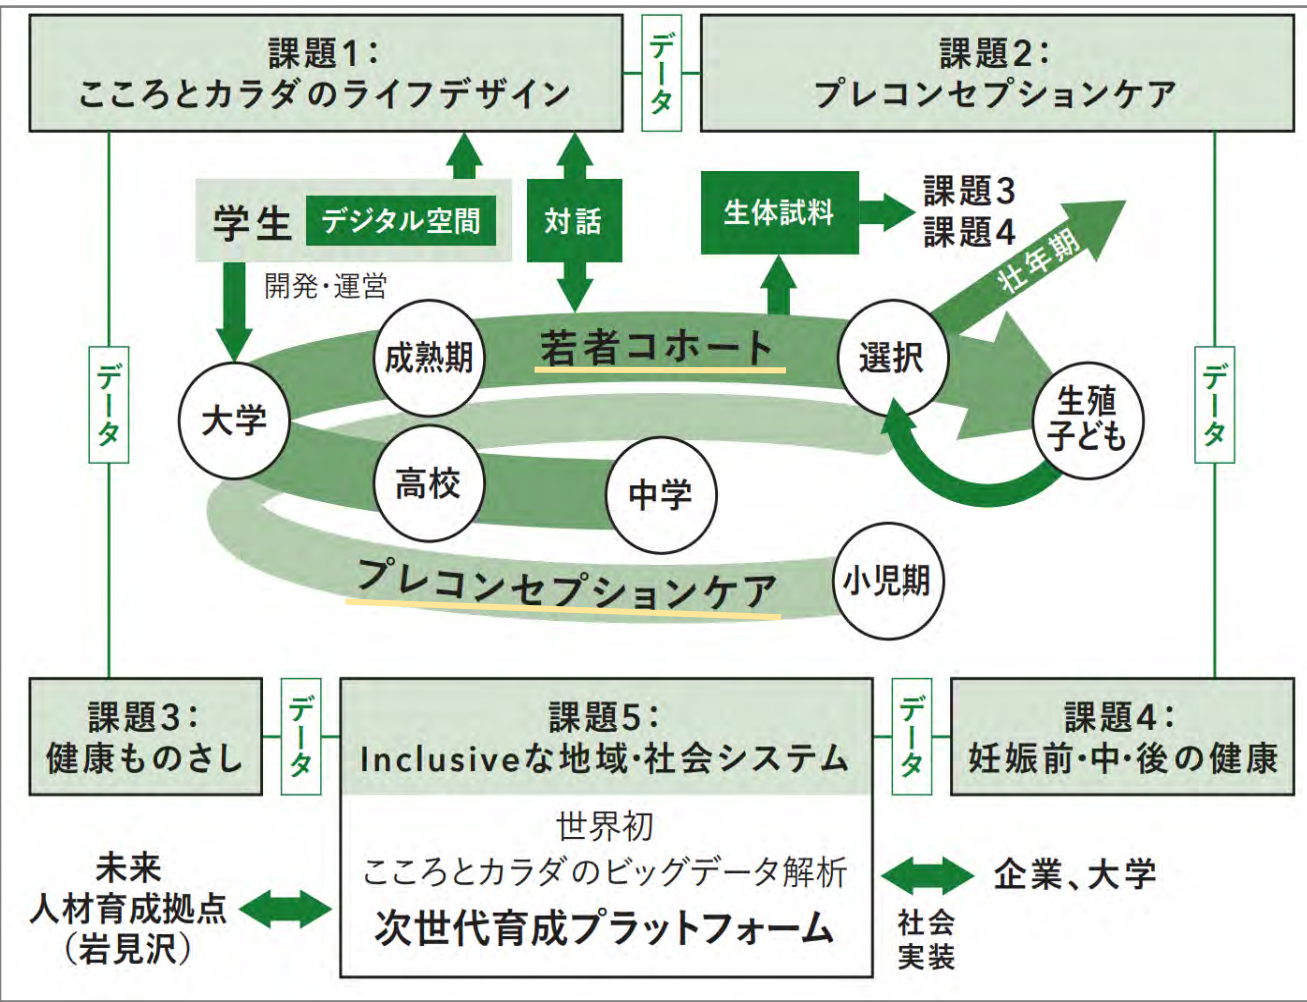 課題1：
こころとカラダのライフデザイン
データ
課題2：
プレコンセプションケア
学生
デジタル空間
対話
生体試料
課題3
課題4
開発・運営
壮年期
成熟期
若者コホート
選択
大学
生殖
子ども
データ
データ
高校
中学
プレコンセプションケア
小児期
課題3：
健康ものさし
データ
課題5：
Inclusiveな地域・社会システム
データ
課題4：
妊娠前・中・後の健康
世界初
こころとカラダのビッグデータ解析
次世代育成プラットフォーム
未来
人材育成拠点
（岩見沢）
企業、大学
社会
実装